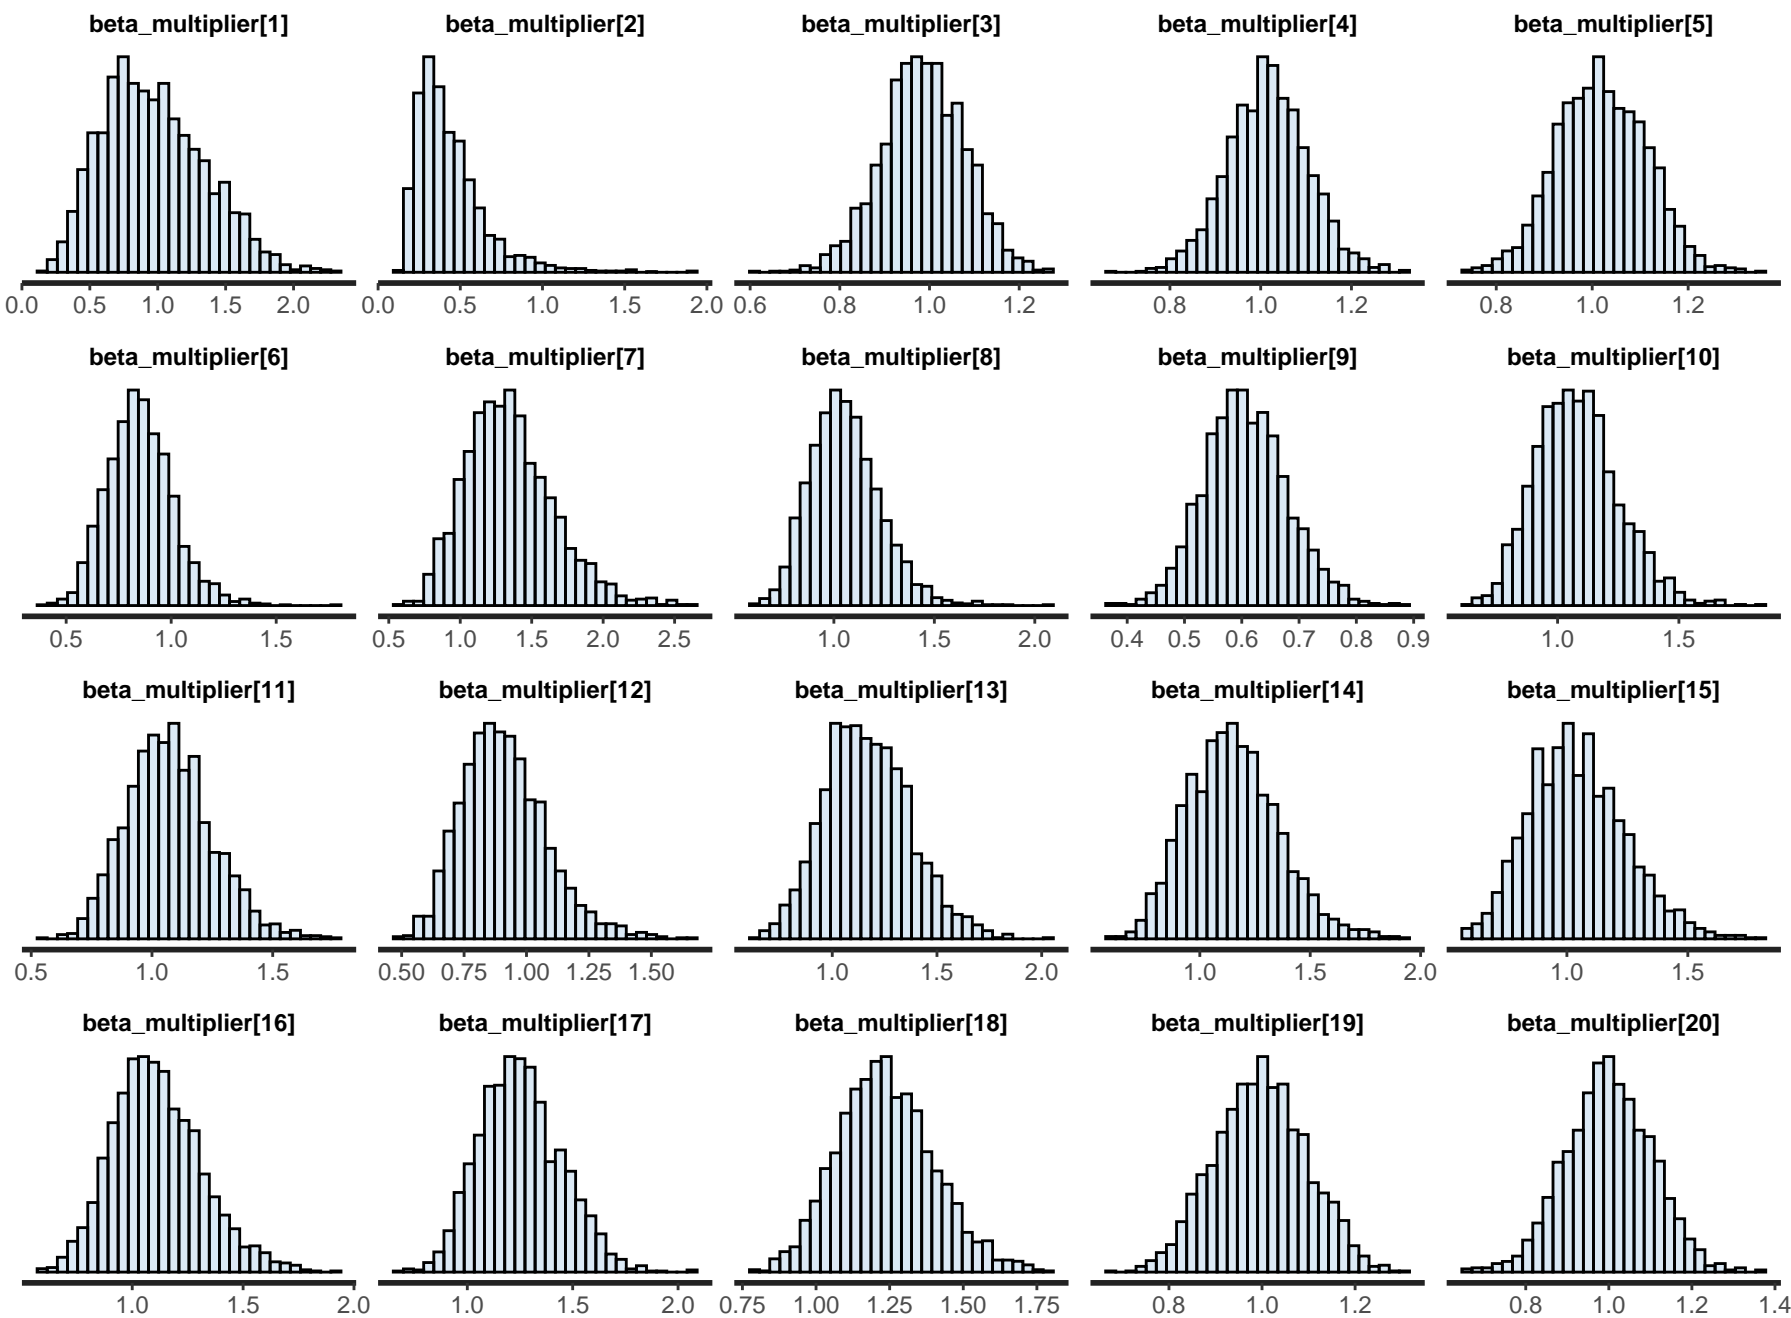 beta_multiplier[1] beta_multiplier[2] beta_multiplier[3] beta_multiplier[4] beta_multiplier[5]
0.0 0.5 1.0 1.5 2.0 0.0 0.5 1.0 1.5 2.0 0.6 0.8 1.0 1.2 0.8 1.0 1.2 0.8 1.0 1.2
beta_multiplier[6] beta_multiplier[7] beta_multiplier[8] beta_multiplier[9] beta_multiplier[10]
0.5 1.0 1.5 0.5 1.0 1.5 2.0 2.5 1.0 1.5 2.0 0.4 0.5 0.6 0.7 0.8 0.9 1.0 1.5
beta_multiplier[11] beta_multiplier[12] beta_multiplier[13] beta_multiplier[14] beta_multiplier[15]
0.5 1.0 1.5 0.50 0.75 1.00 1.25 1.50 1.0 1.5 2.0 1.0 1.5 2.0 1.0 1.5
beta_multiplier[16] beta_multiplier[17] beta_multiplier[18] beta_multiplier[19] beta_multiplier[20]
1.0 1.5 2.0 1.0 1.5 2.0 0.75 1.00 1.25 1.50 1.75 0.8 1.0 1.2 0.8 1.0 1.2 1.4